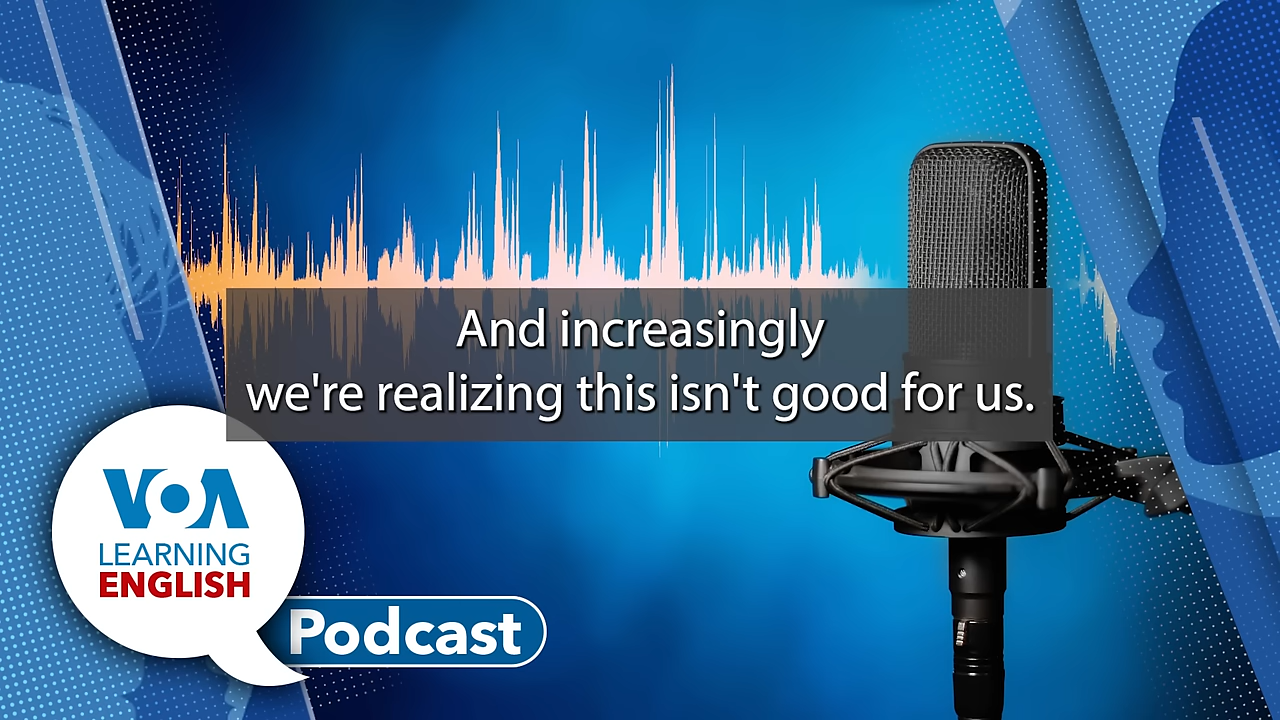 And increasingly
we're realizing this isn't good for us.
VOA
LEARNING
ENGLISH
Podcast